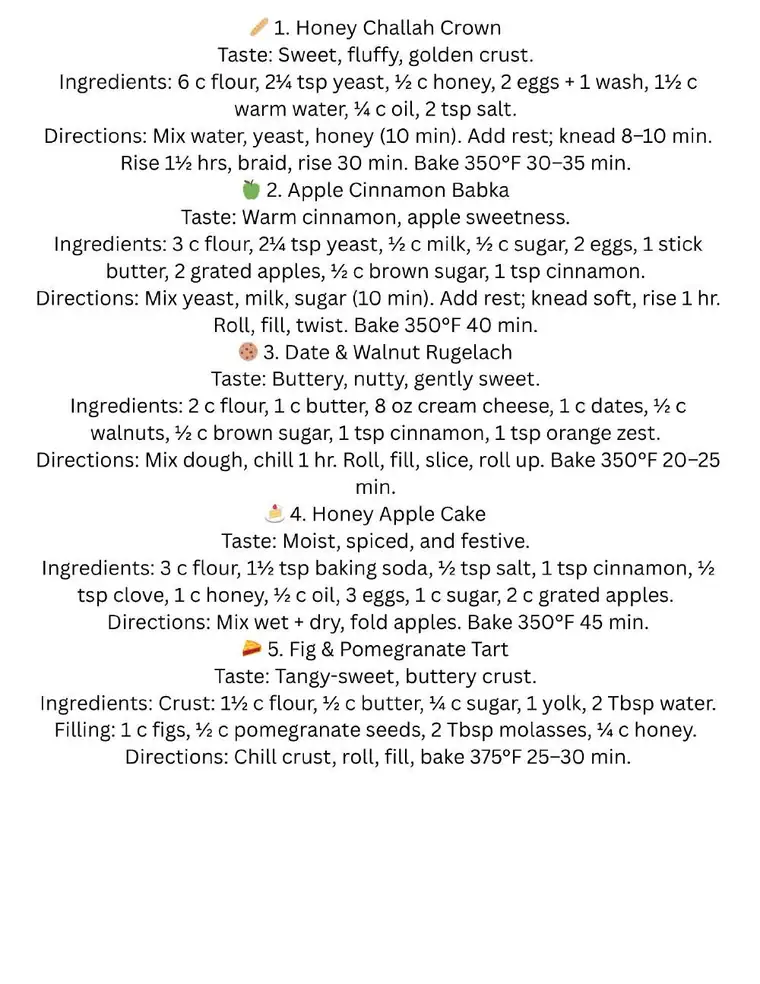 🥖 1. Honey Challah Crown
Taste: Sweet, fluffy, golden crust.
Ingredients: 6 c flour, 2¼ tsp yeast, ½ c honey, 2 eggs + 1 wash, 1½ c
warm water, ¼ c oil, 2 tsp salt.
Directions: Mix water, yeast, honey (10 min). Add rest; knead 8–10 min.
Rise 1½ hrs, braid, rise 30 min. Bake 350°F 30–35 min.
🍏 2. Apple Cinnamon Babka
Taste: Warm cinnamon, apple sweetness.
Ingredients: 3 c flour, 2¼ tsp yeast, ½ c milk, ½ c sugar, 2 eggs, 1 stick
butter, 2 grated apples, ½ c brown sugar, 1 tsp cinnamon.
Directions: Mix yeast, milk, sugar (10 min). Add rest; knead soft, rise 1 hr.
Roll, fill, twist. Bake 350°F 40 min.
🍪 3. Date & Walnut Rugelach
Taste: Buttery, nutty, gently sweet.
Ingredients: 2 c flour, 1 c butter, 8 oz cream cheese, 1 c dates, ½ c
walnuts, ½ c brown sugar, 1 tsp cinnamon, 1 tsp orange zest.
Directions: Mix dough, chill 1 hr. Roll, fill, slice, roll up. Bake 350°F 20–25
min.
🍰 4. Honey Apple Cake
Taste: Moist, spiced, and festive.
Ingredients: 3 c flour, 1½ tsp baking soda, ½ tsp salt, 1 tsp cinnamon, ½
tsp clove, 1 c honey, ½ c oil, 3 eggs, 1 c sugar, 2 c grated apples.
Directions: Mix wet + dry, fold apples. Bake 350°F 45 min.
🥧 5. Fig & Pomegranate Tart
Taste: Tangy-sweet, buttery crust.
Ingredients: Crust: 1½ c flour, ½ c butter, ¼ c sugar, 1 yolk, 2 Tbsp water.
Filling: 1 c figs, ½ c pomegranate seeds, 2 Tbsp molasses, ¼ c honey.
Directions: Chill crust, roll, fill, bake 375°F 25–30 min.